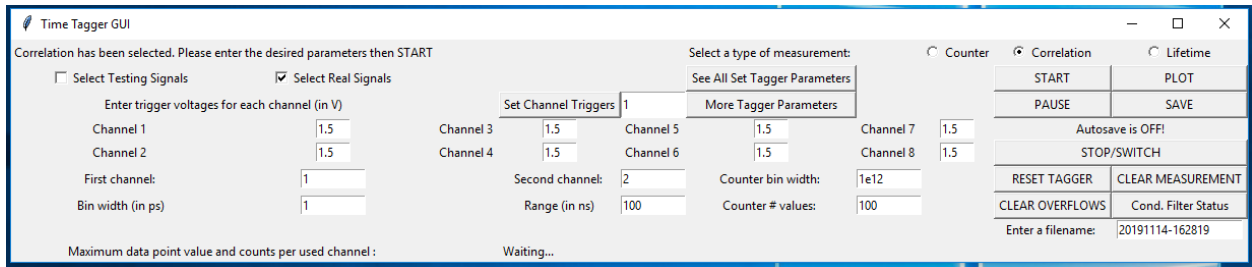 Time Tagger GUI
Correlation has been selected. Please enter the desired parameters then START Select a type of measurement: Counter Correlation Lifetime
Select Testing Signals Select Real Signals See All Set Tagger Parameters START PLOT
Enter trigger voltages for each channel (in V) Set Channel Triggers 1 More Tagger Parameters PAUSE SAVE
Channel 1 1.5 Channel 3 1.5 Channel 5 1.5 Channel 7 1.5 Autosave is OFF!
Channel 2 1.5 Channel 4 1.5 Channel 6 1.5 Channel 8 1.5 STOP/SWITCH
First channel: 1 Second channel: 2 Counter bin width: 1e12 RESET TAGGER CLEAR MEASUREMENT
Bin width (in ps) 1 Range (in ns) 100 Counter # values: 100 CLEAR OVERFLOWS Cond. Filter Status
Enter a filename: 20191114-162819
Maximum data point value and counts per used channel : Waiting...